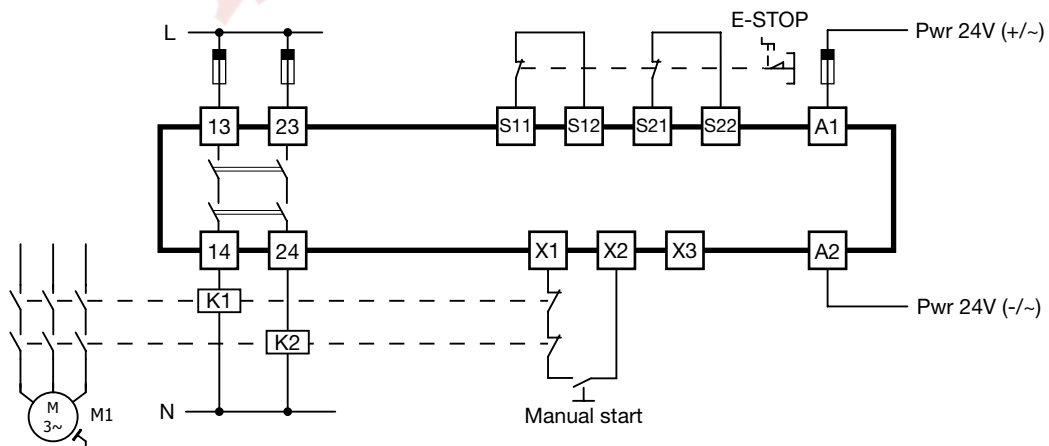 E-STOP
L
Pwr 24V (+/~)
13
23
S11
S12
S21
S22
A1
14
24
X1
X2
X3
A2
K1
Pwr 24V (-/~)
K2
M
3~
M1
N
Manual start